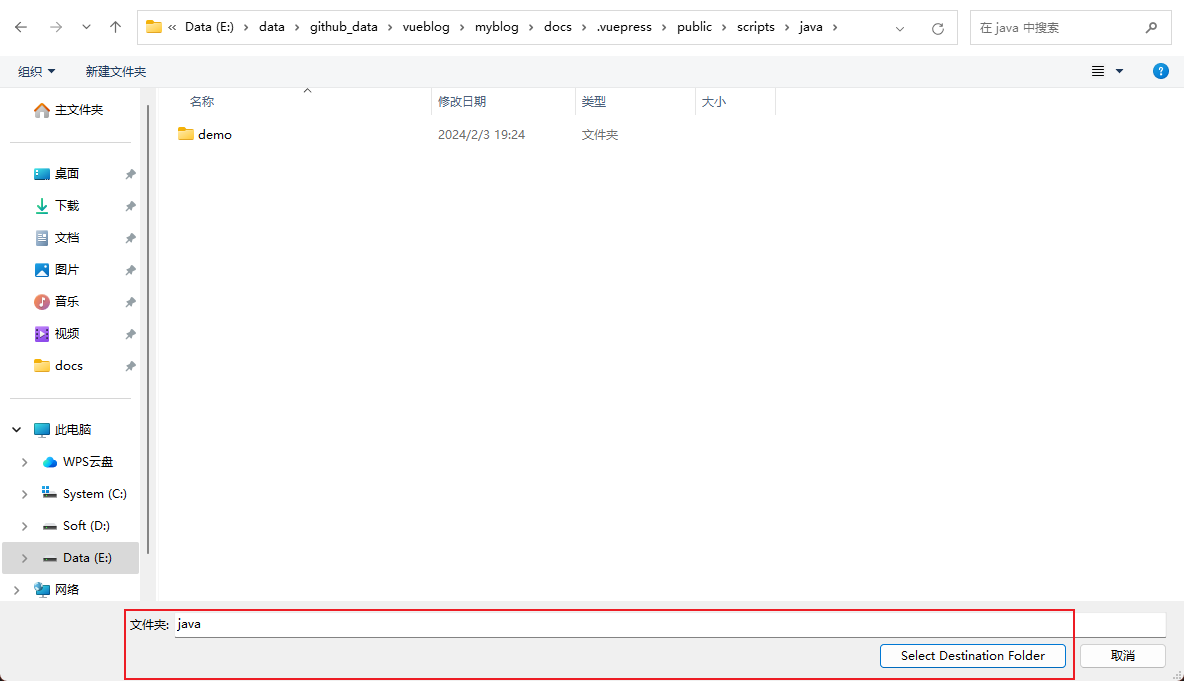 « Data (E:) › data › github_data › vueblog › myblog › docs › .vuepress › public › scripts › java ›
在 java 中搜索
组织
新建文件夹
?
主文件夹
桌面
下载
文档
图片
音乐
视频
docs
此电脑
WPS云盘
System (C:)
Soft (D:)
Data (E:)
网络
名称 修改日期 类型 大小
demo 2024/2/3 19:24 文件夹
文件夹: java
Select Destination Folder 取消